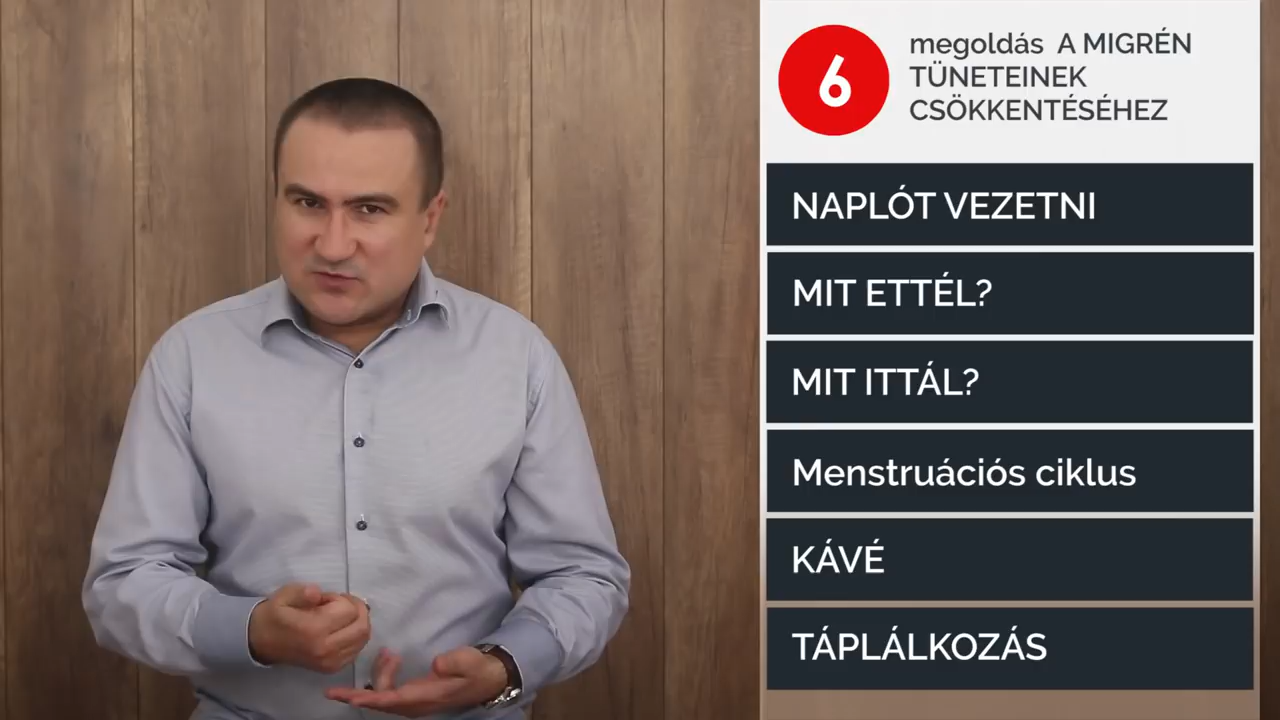 6
megoldás A MIGRÉN
TÜNETEINEK
CSÖKKENTÉSÉHEZ
NAPLÓT VEZETNI
MIT ETTÉL?
MIT ITTÁL?
Menstruációs ciklus
KÁVÉ
TÁPLÁLKOZÁS